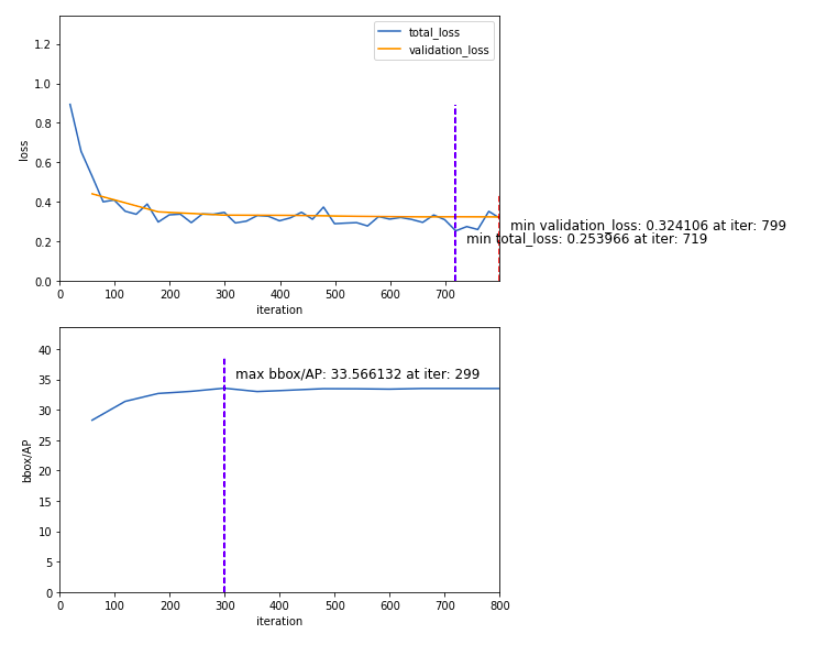 total_loss
validation_loss
1.2
1.0
0.8
0.6
0.4
0.2
0.0
loss
min validation_loss: 0.324106 at iter: 799
min total_loss: 0.253966 at iter: 719
0 100 200 300 400 500 600 700
iteration
40
35
30
25
20
15
10
5
0
bbox/AP
max bbox/AP: 33.566132 at iter: 299
0 100 200 300 400 500 600 700 800
iteration